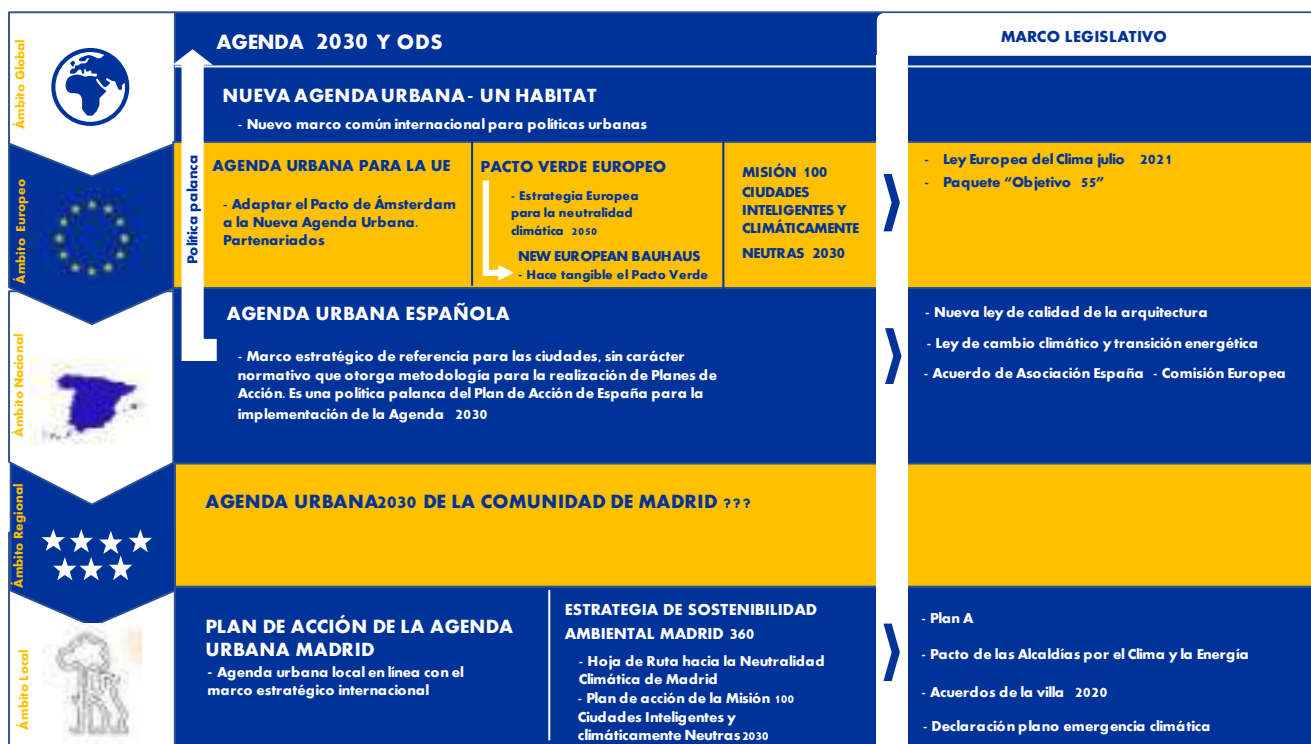 Ámbito Global
AGENDA 2030 Y ODS
MARCO LEGISLATIVO
NUEVA AGENDA URBANA - UN HABITAT
- Nuevo marco común internacional para políticas urbanas
Política palanca
Ámbito Europeo
AGENDA URBANA PARA LA UE
- Adaptar el Pacto de Ámsterdam
a la Nueva Agenda Urbana.
Partenariados
PACTO VERDE EUROPEO
- Estrategia Europea
para la neutralidad
climática 2050
NEW EUROPEAN BAUHAUS
- Hace tangible el Pacto Verde
MISIÓN 100
CIUDADES
INTELIGENTES Y
CLIMÁTICAMENTE
NEUTRAS 2030
- Ley Europea del Clima julio 2021
- Paquete “Objetivo 55”
Ámbito Nacional
AGENDA URBANA ESPAÑOLA
- Marco estratégico de referencia para las ciudades, sin carácter
normativo que otorga metodología para la realización de Planes de
Acción. Es una política palanca del Plan de Acción de España para la
implementación de la Agenda 2030
- Nueva ley de calidad de la arquitectura
- Ley de cambio climático y transición energética
- Acuerdo de Asociación España - Comisión Europea
Ámbito Regional
AGENDA URBANA2030 DE LA COMUNIDAD DE MADRID ???
Ámbito Local
PLAN DE ACCIÓN DE LA AGENDA
URBANA MADRID
- Agenda urbana local en línea con el
marco estratégico internacional
ESTRATEGIA DE SOSTENIBILIDAD
AMBIENTAL MADRID 360
- Hoja de Ruta hacia la Neutralidad
Climática de Madrid
- Plan de acción de la Misión 100
Ciudades Inteligentes y
climáticamente Neutras 2030
- Plan A
- Pacto de las Alcaldías por el Clima y la Energía
- Acuerdos de la villa 2020
- Declaración plano emergencia climática